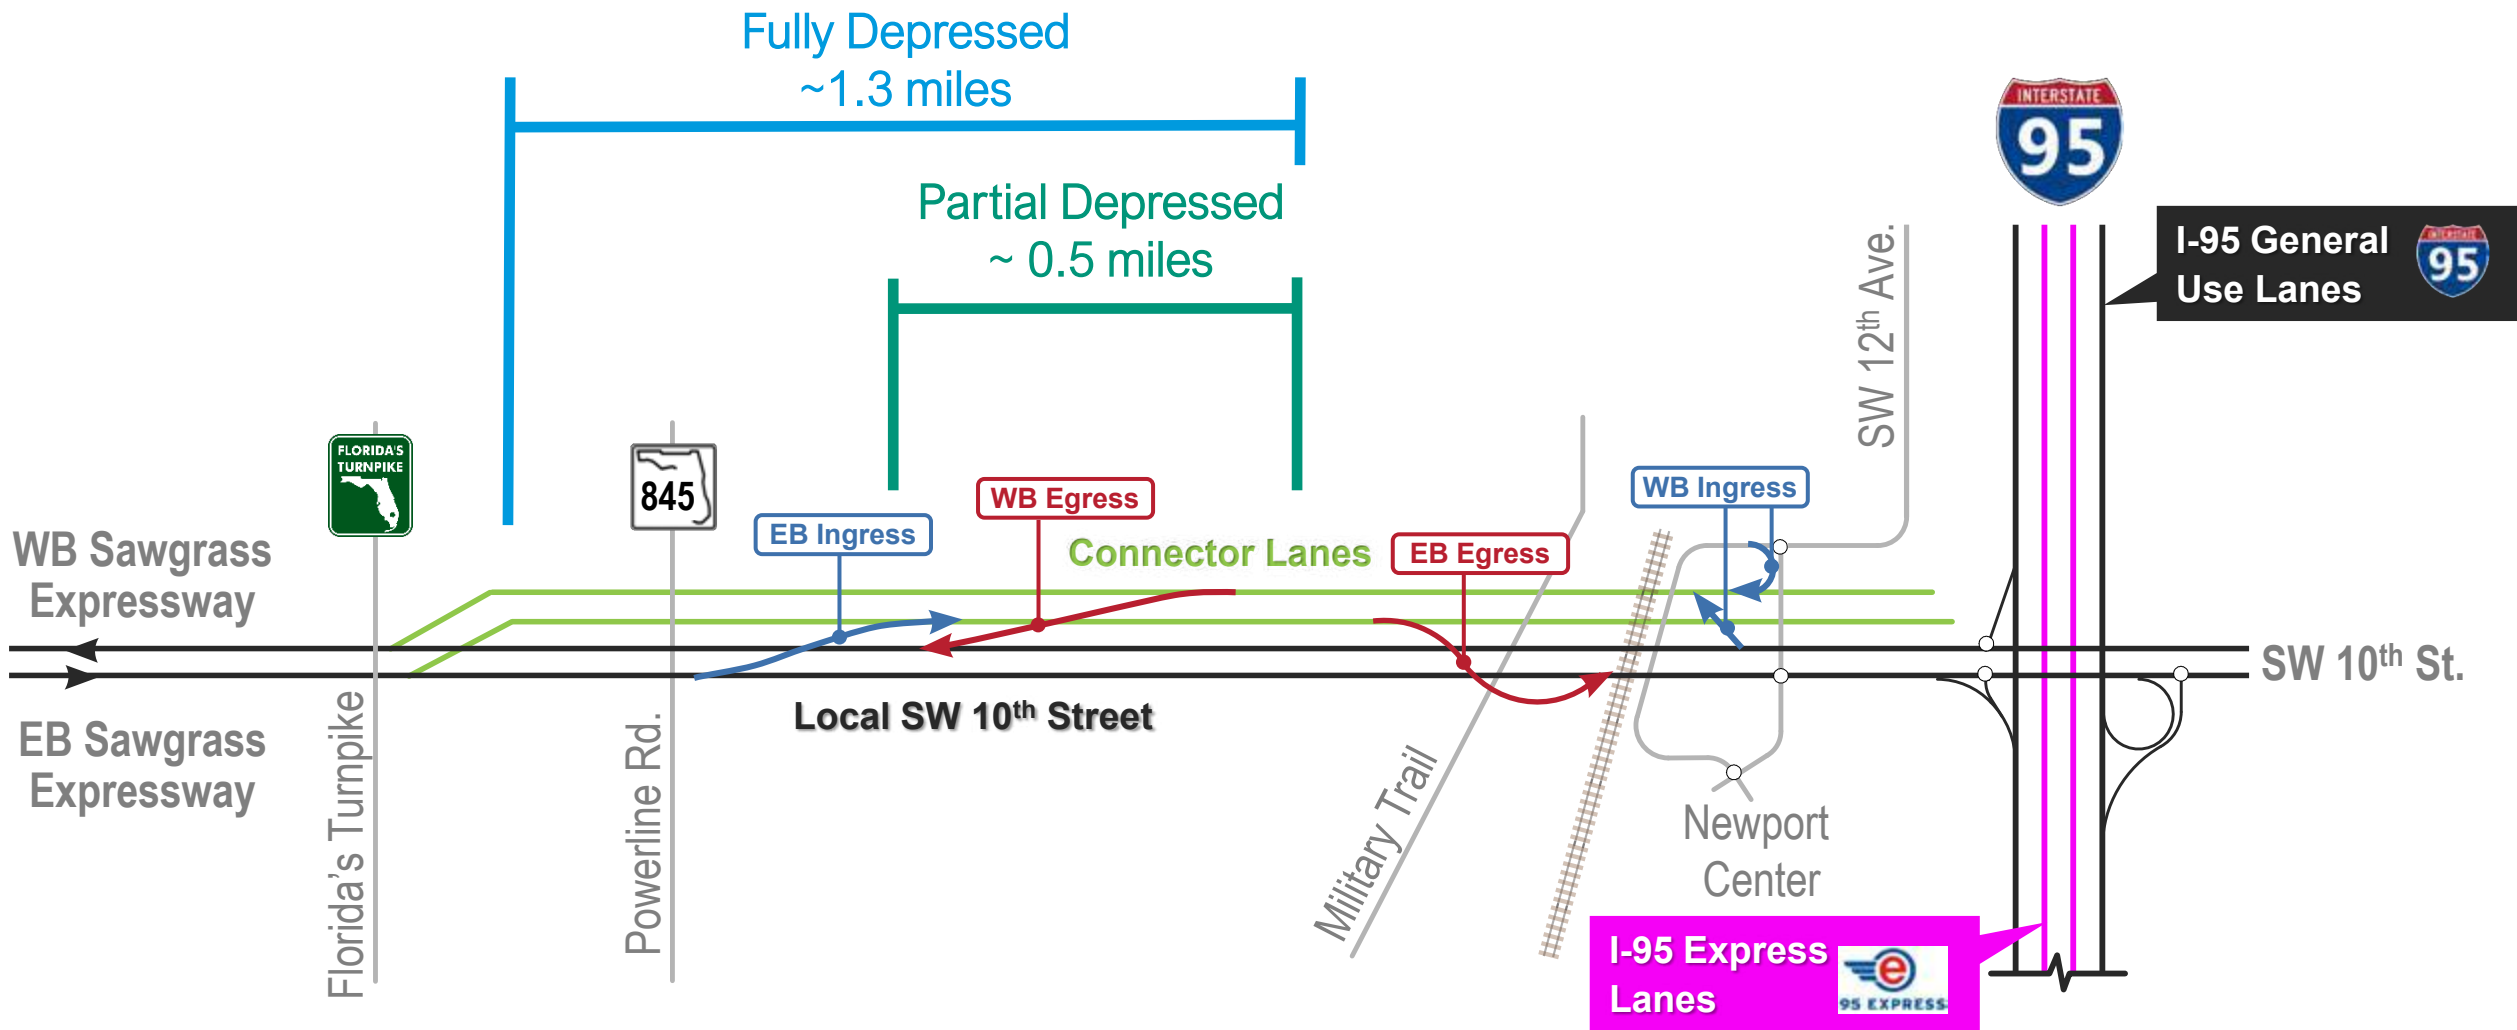 Fully Depressed
~1.3 miles
Partial Depressed
~ 0.5 miles
INTERSTATE
95
I-95 General
Use Lanes
INTERSTATE
95
SW 12th Ave.
FLORIDA'S
TURNPIKE
845
WB Egress
WB Ingress
EB Ingress
EB Egress
Connector Lanes
WB Sawgrass
Expressway
SW 10th St.
Local SW 10th Street
EB Sawgrass
Expressway
Florida's Turnpike
Powerline Rd.
Military Trail
Newport
Center
I-95 Express
Lanes
e
95 EXPRESS